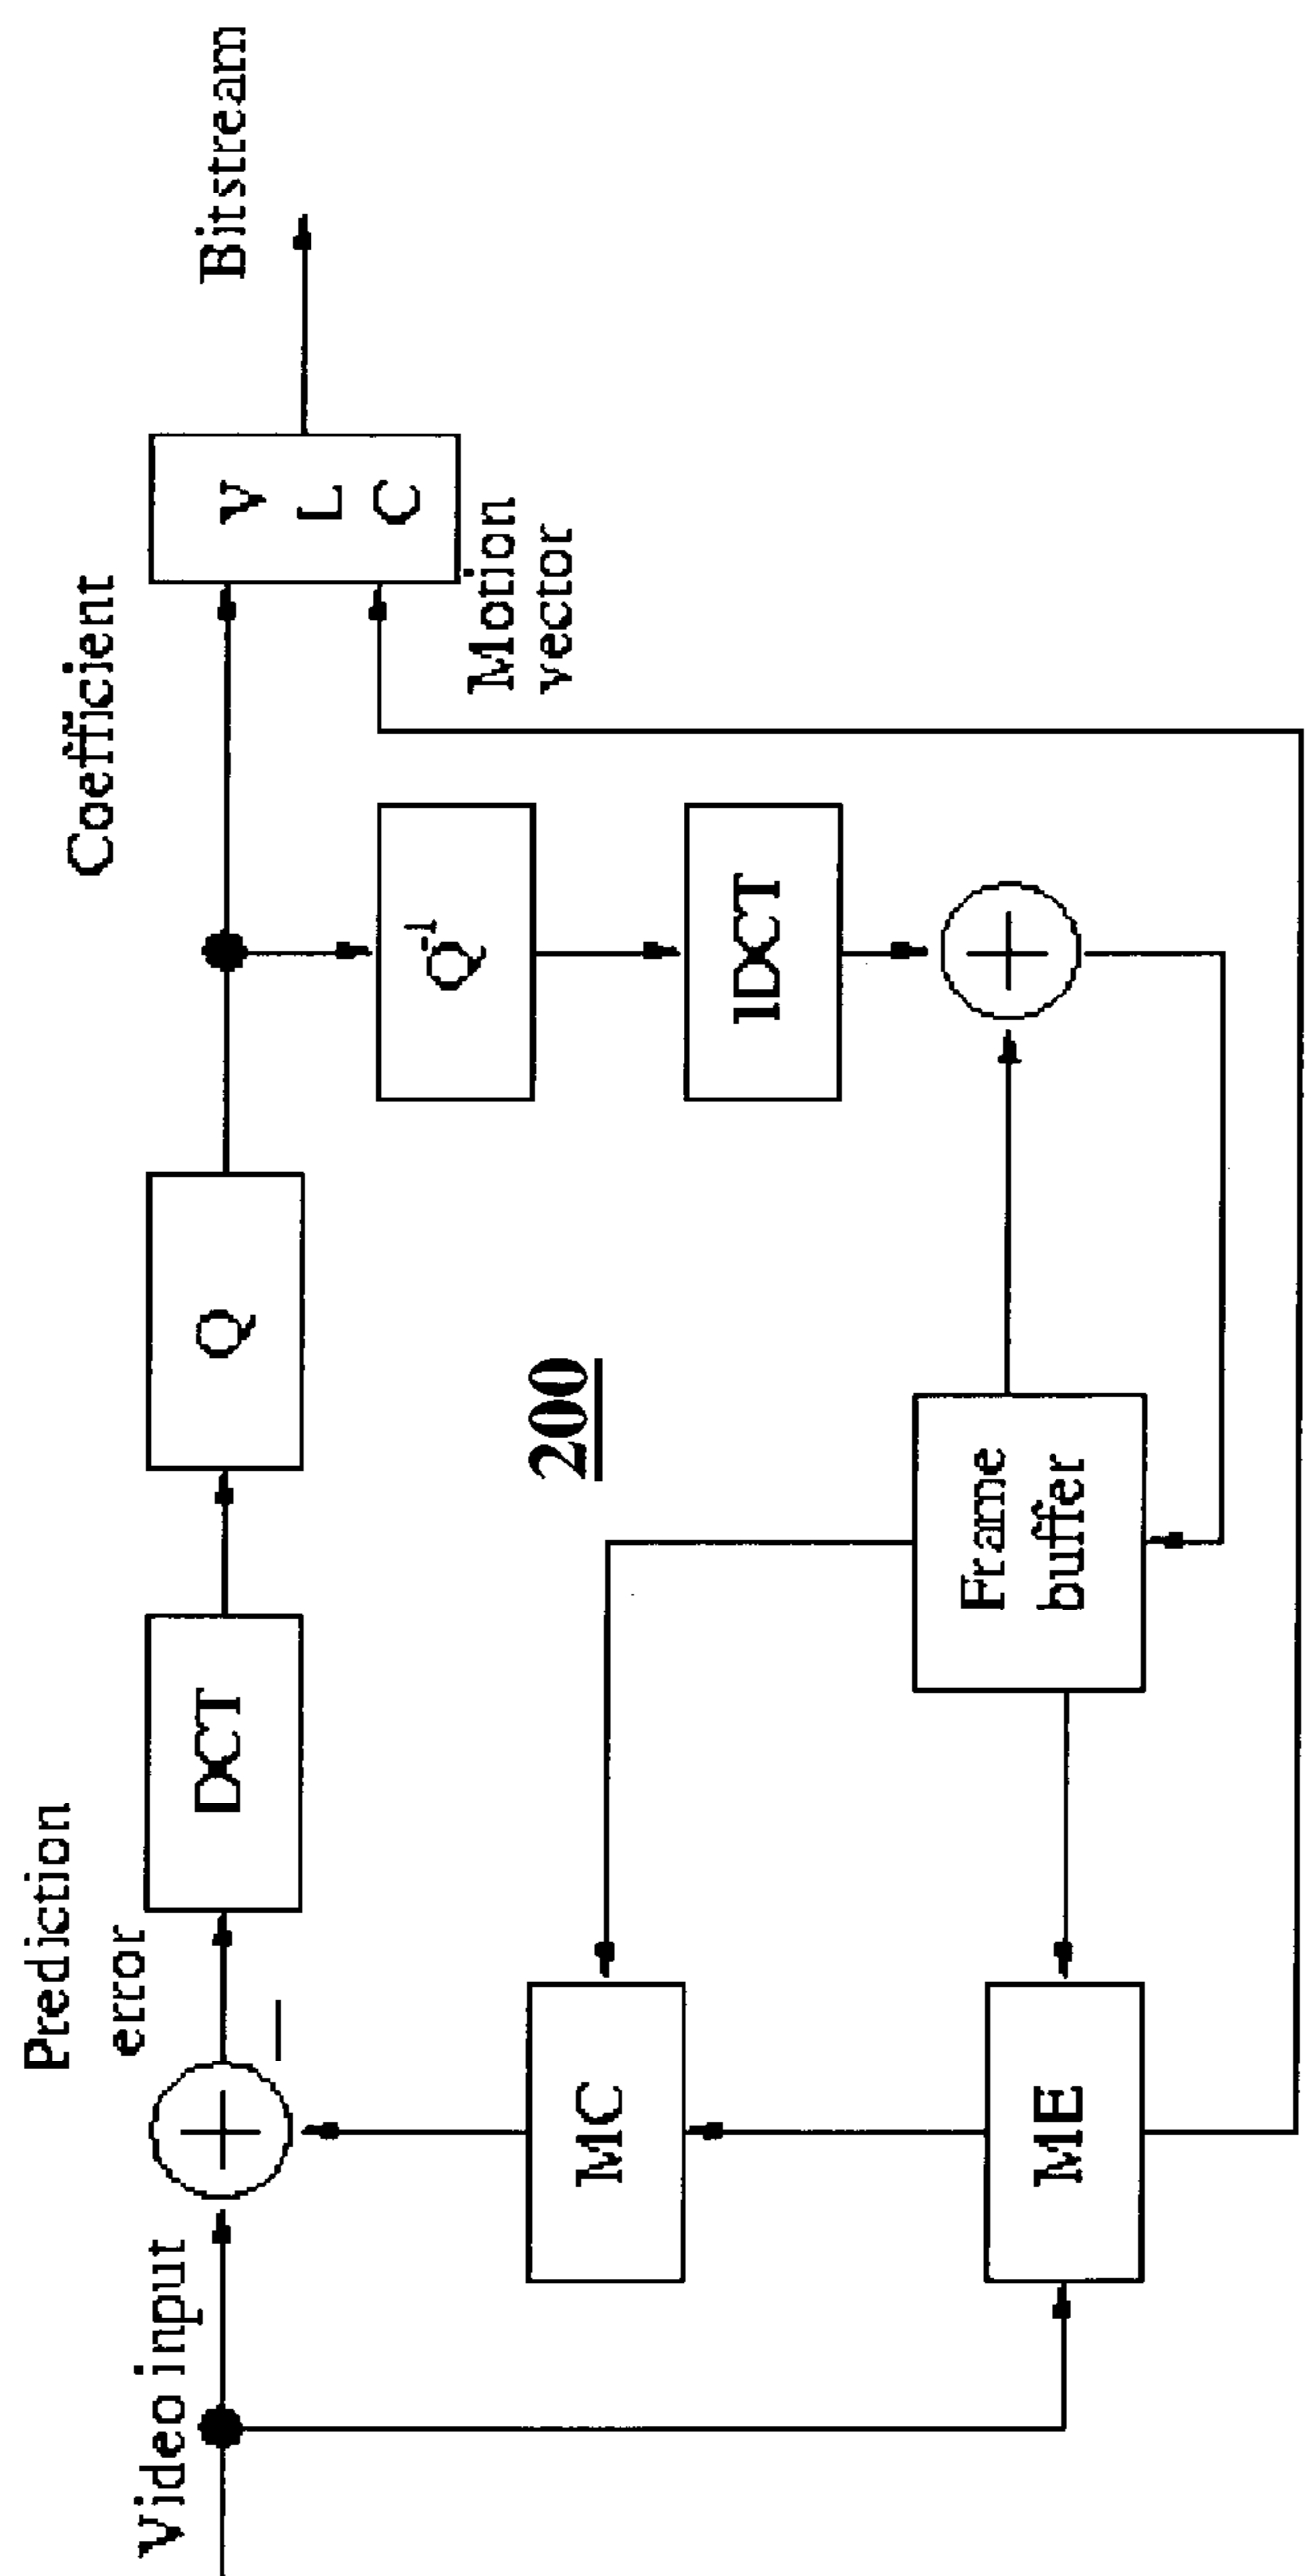 Prediction
error
Coefficient
Video input
DCT
Q
V
L
C
Bitstream
Q-1
Motion
vector
200
MC
IDCT
ME
Frame
buffer